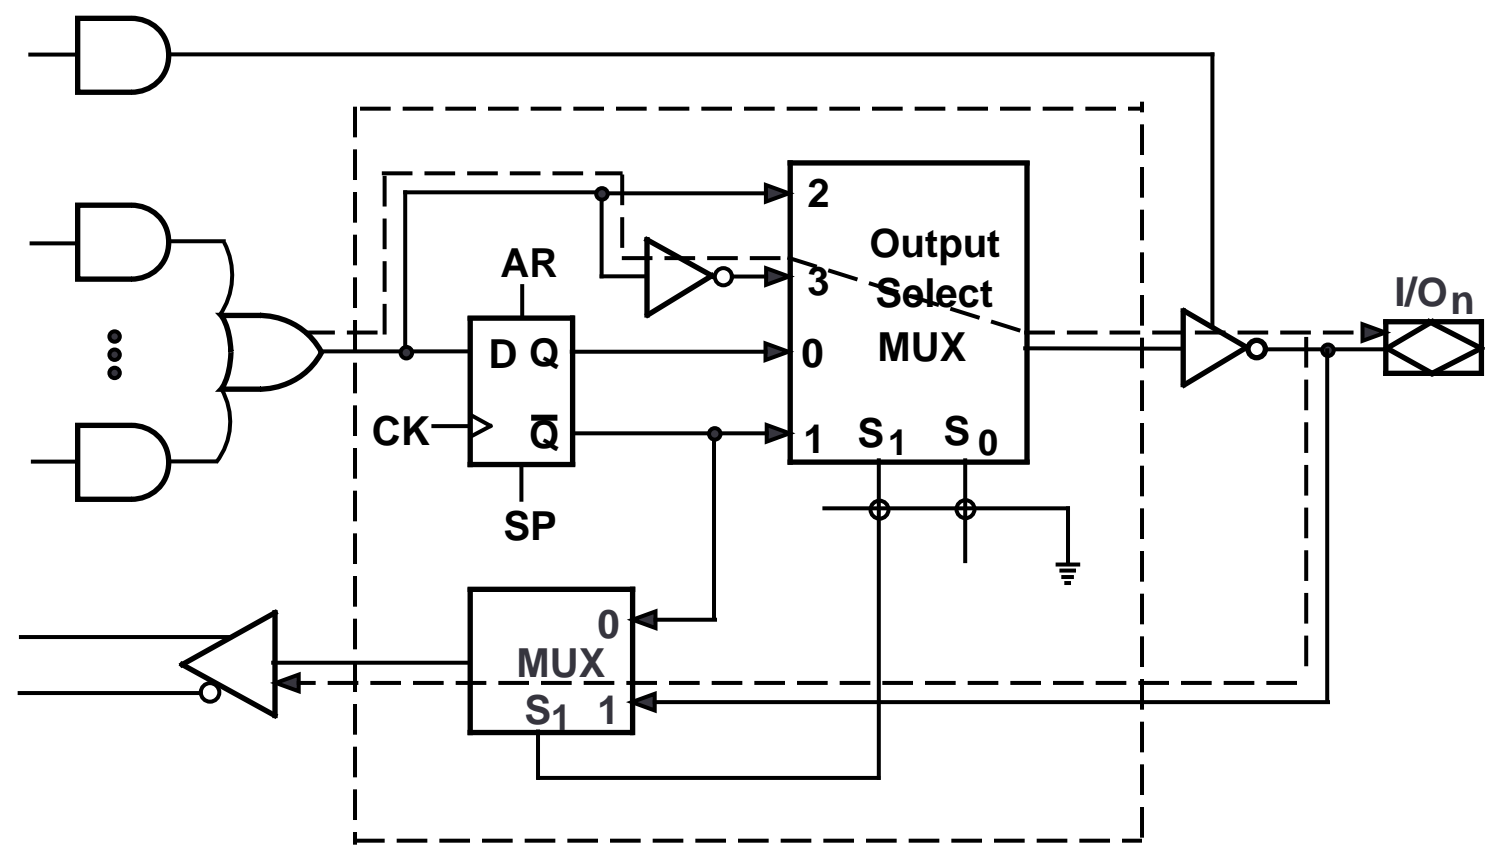 2
Output
AR
3
Select
I/On
D Q
0
MUX
CK
Q̅
1
S1 S0
SP
0
MUX
S1 1